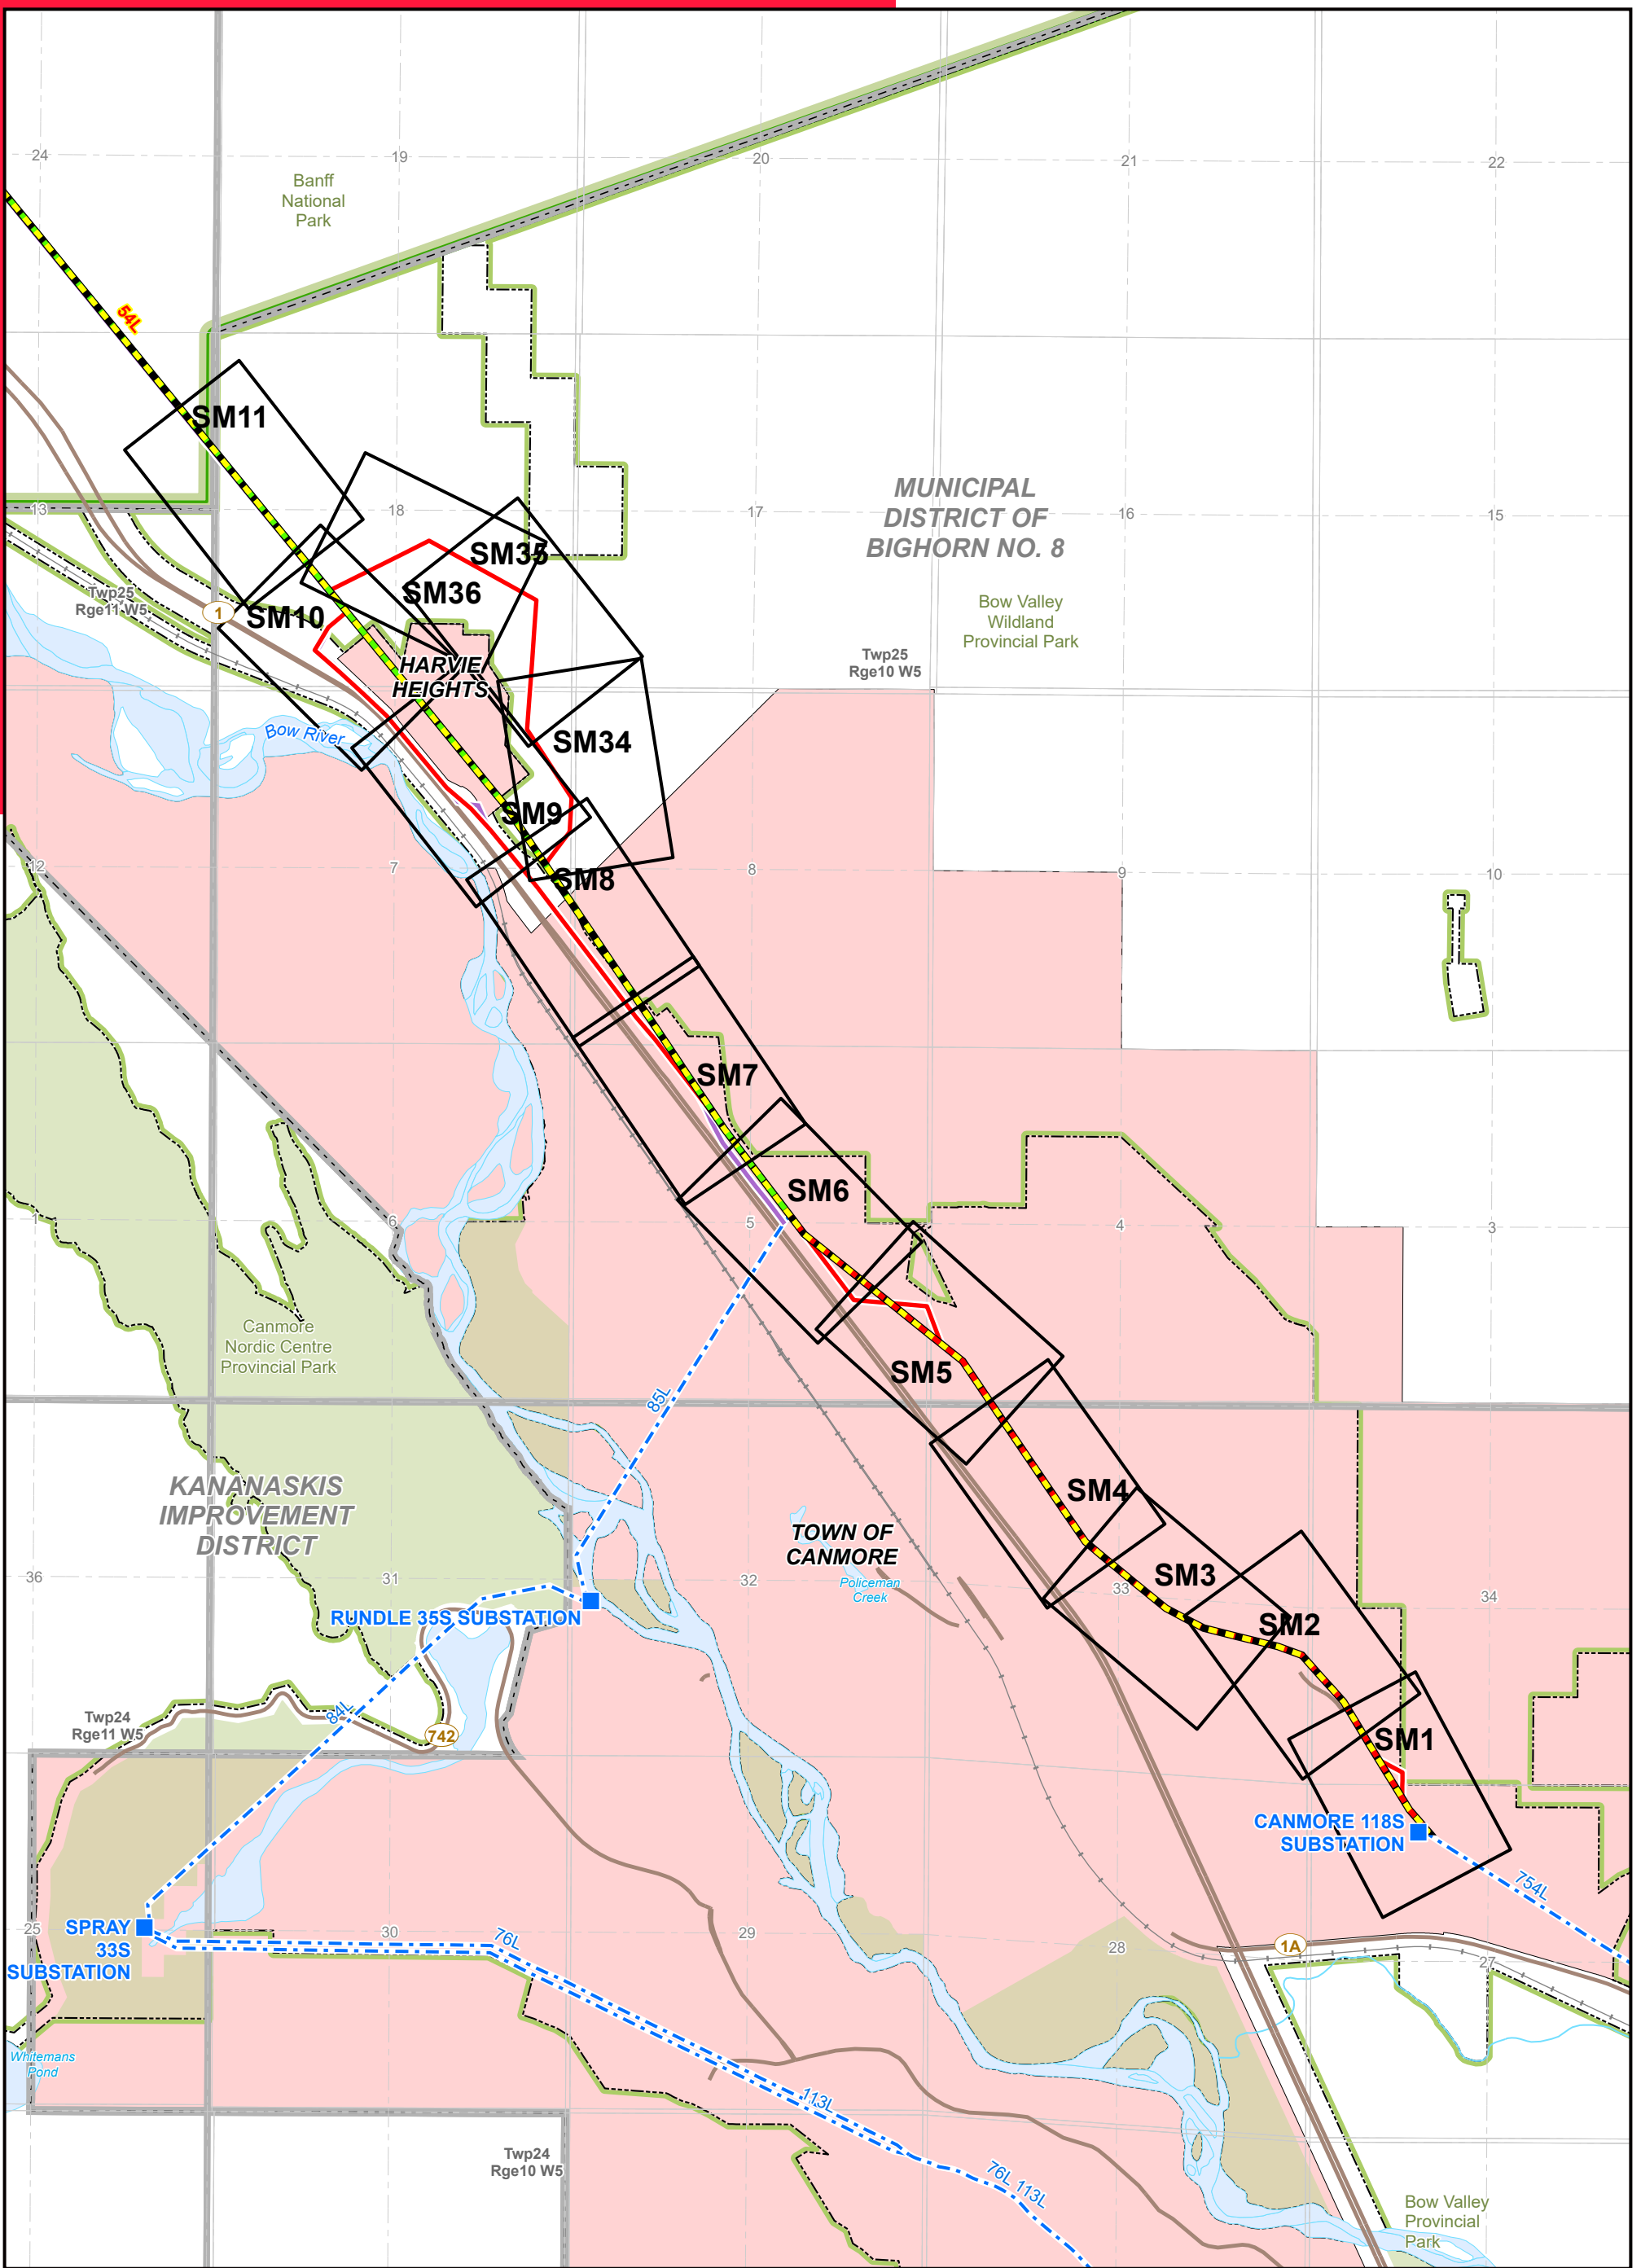 24
19
20
21
22
Banff
National
Park
54L
SM11
13
18
17
16
15
MUNICIPAL
DISTRICT OF
BIGHORN NO. 8
SM35
SM36
Twp25
Rge11 W5
1
SM10
Bow Valley
Wildland
Provincial Park
HARVIE
HEIGHTS
Twp25
Rge10 W5
Bow River
SM34
SM9
12
7
SM8
8
9
10
SM7
SM6
1
6
5
4
3
Canmore
Nordic Centre
Provincial Park
SM5
85L
KANANASKIS
IMPROVEMENT
DISTRICT
SM4
TOWN OF
CANMORE
Policeman
Creek
36
31
32
33
34
SM3
RUNDLE 35S SUBSTATION
SM2
84L
Twp24
Rge11 W5
742
SM1
CANMORE 118S
SUBSTATION
754L
25
SPRAY
33S
SUBSTATION
30
76L
29
28
1A
27
Whitemans
Pond
113L
Twp24
Rge10 W5
76L 113L
Bow Valley
Provincial
Park